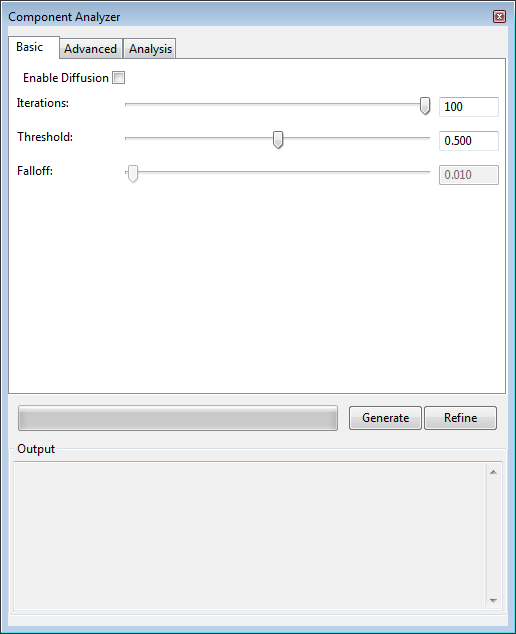 Component Analyzer
Basic Advanced Analysis
Enable Diffusion
Iterations: 100
Threshold: 0.500
Falloff: 0.010
Generate Refine
Output